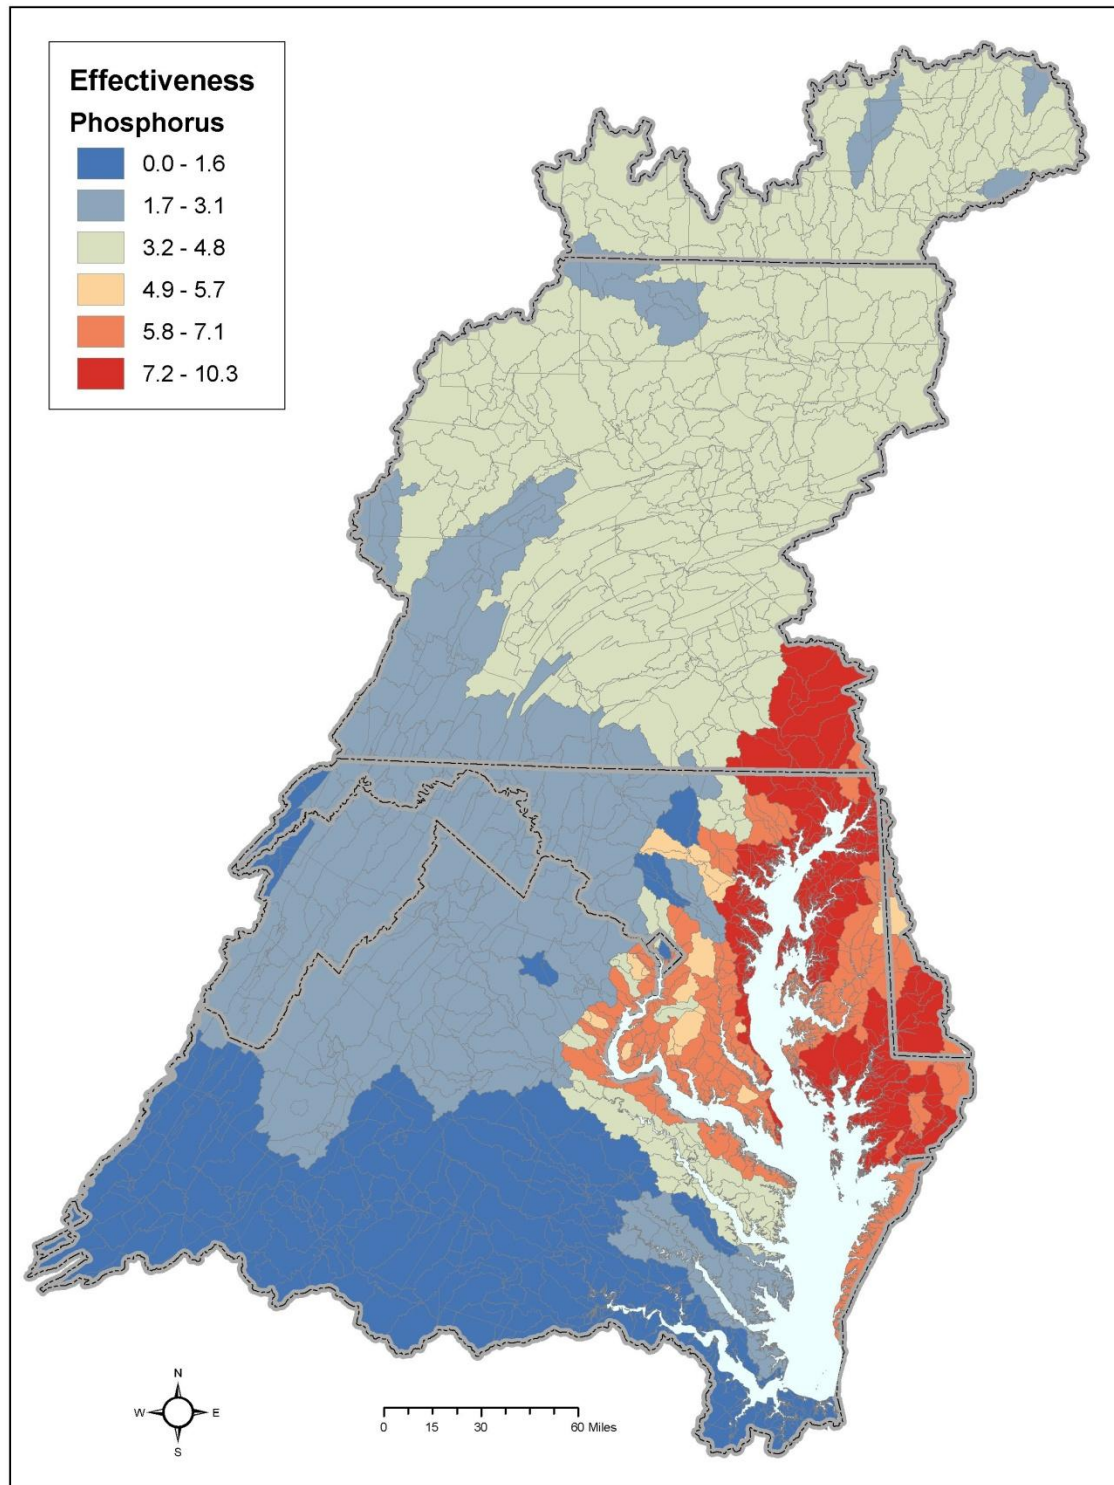 Effectiveness
Phosphorus
0.0 - 1.6
1.7 - 3.1
3.2 - 4.8
4.9 - 5.7
5.8 - 7.1
7.2 - 10.3
N
W E
S
0 15 30 60 Miles